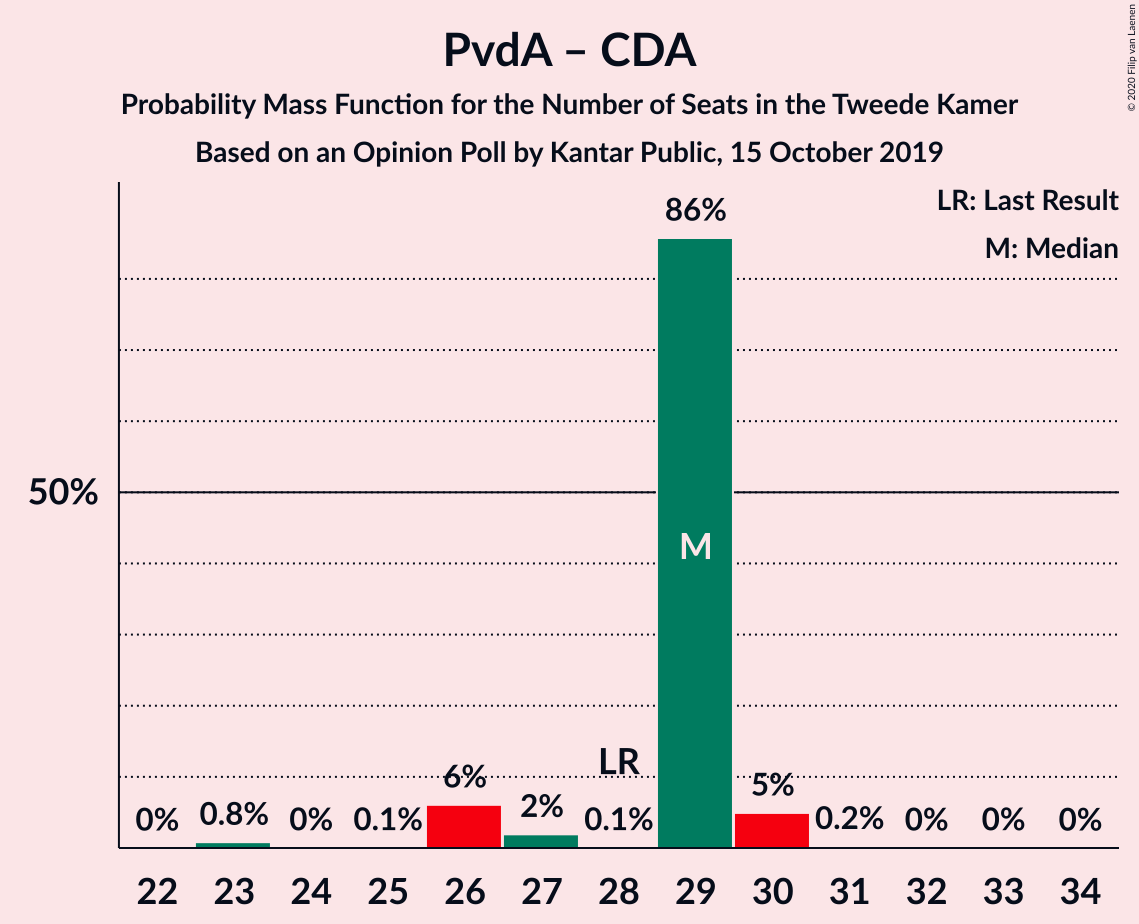 PvdA – CDA
Probability Mass Function for the Number of Seats in the Tweede Kamer
Based on an Opinion Poll by Kantar Public, 15 October 2019
© 2020 Filip van Laenen
LR: Last Result
M: Median
86%
50%
M
LR
0% 0.8% 0% 0.1% 6% 2% 0.1% 5% 0.2% 0% 0% 0%
22 23 24 25 26 27 28 29 30 31 32 33 34